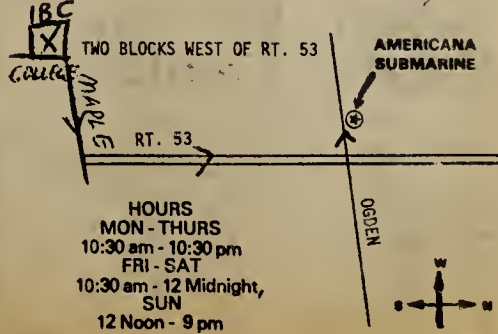 IBC
X
TWO BLOCKS WEST OF RT. 53
COLLEGE
MAPLE
AMERICANA
SUBMARINE
RT. 53
OGDEN
HOURS
MON - THURS
10:30 am - 10:30 pm
FRI - SAT
10:30 am - 12 Midnight,
SUN
12 Noon - 9 pm
W
S
N